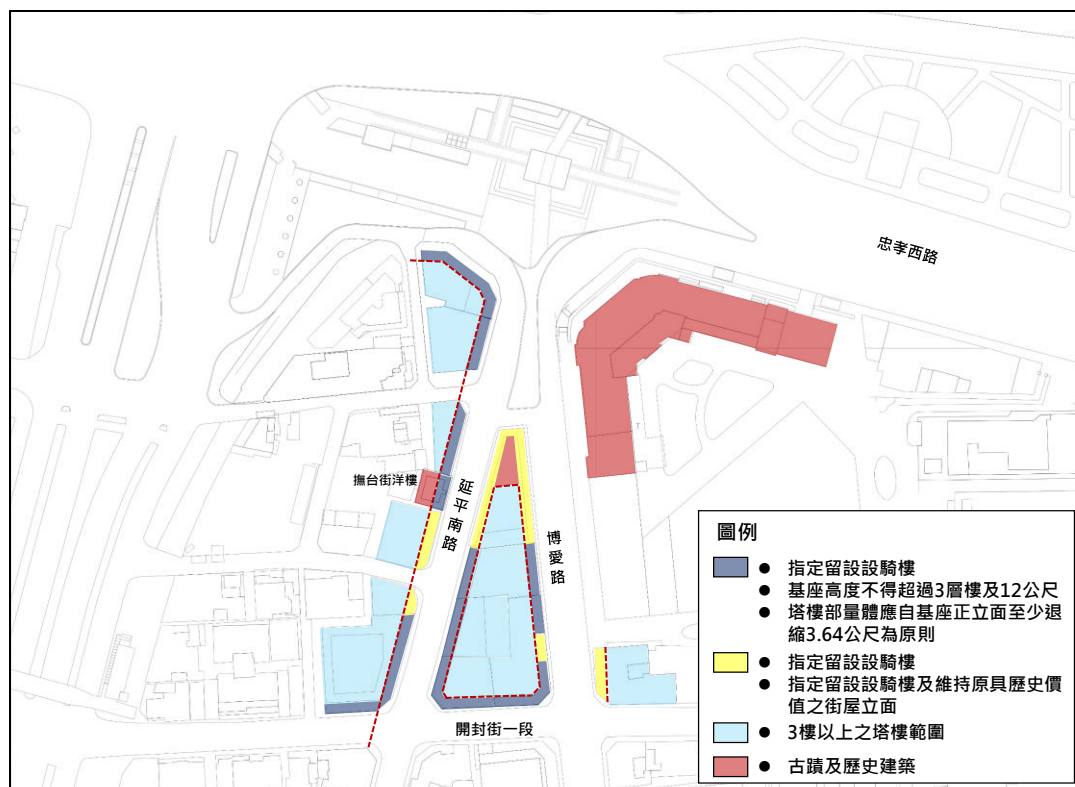 忠孝西路
撫台街洋樓
延平南路
博愛路
開封街一段
圖例
● 指定留設設騎樓
● 基座高度不得超過3層樓及12公尺
● 塔樓部量體應自基座正立面至少退
縮3.64公尺為原則
● 指定留設設騎樓
● 指定留設設騎樓及維持原具歷史價
值之街屋立面
● 3樓以上之塔樓範圍
● 古蹟及歷史建築